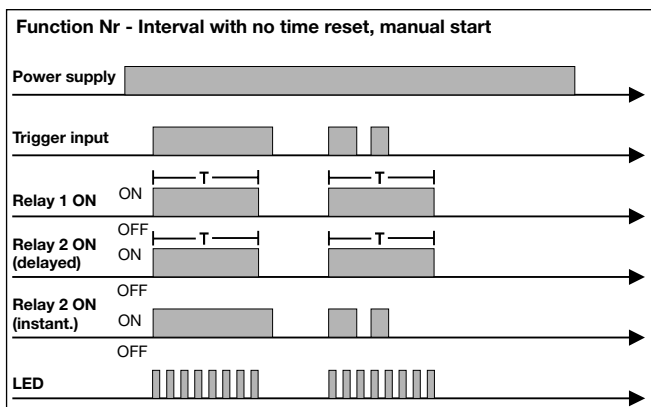 Function Nr - Interval with no time reset, manual start
Power supply
Trigger input
T T
Relay 1 ON ON
OFF
T T
Relay 2 ON ON
(delayed)
OFF
Relay 2 ON
(instant.) ON
OFF
LED